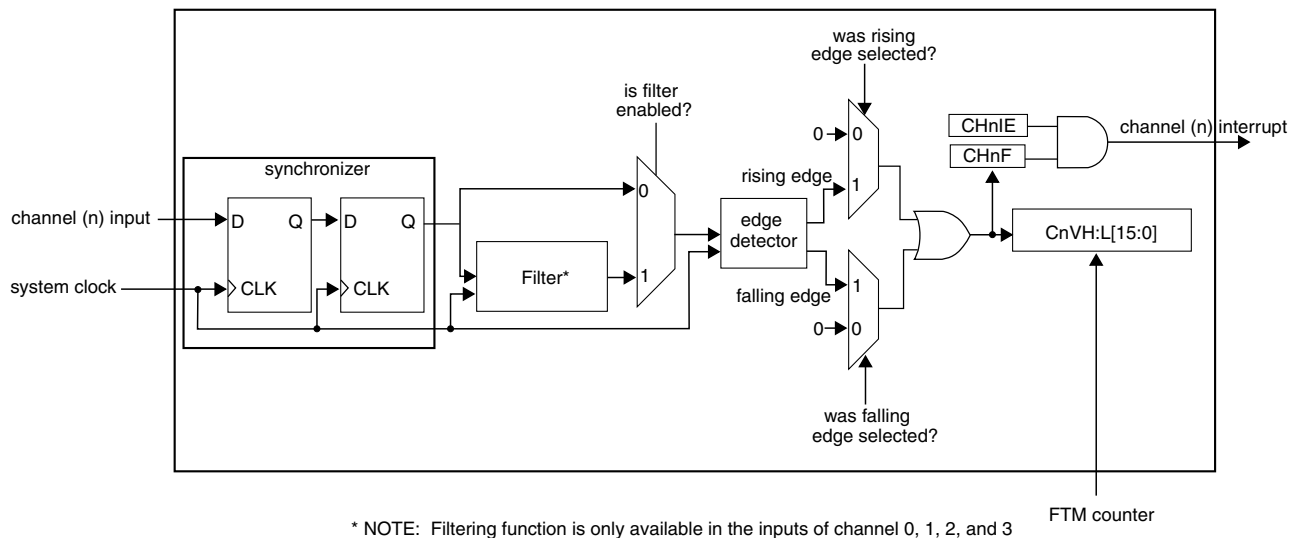 was rising
edge selected?
is filter
enabled?
0
0
CHnIE
channel (n) interrupt
CHnF
synchronizer
rising edge
1
0
channel (n) input
D
Q
D
Q
edge
detector
CnVH:L[15:0]
Filter*
1
system clock
CLK
CLK
falling edge
1
0
0
was falling
edge selected?
* NOTE: Filtering function is only available in the inputs of channel 0, 1, 2, and 3
FTM counter